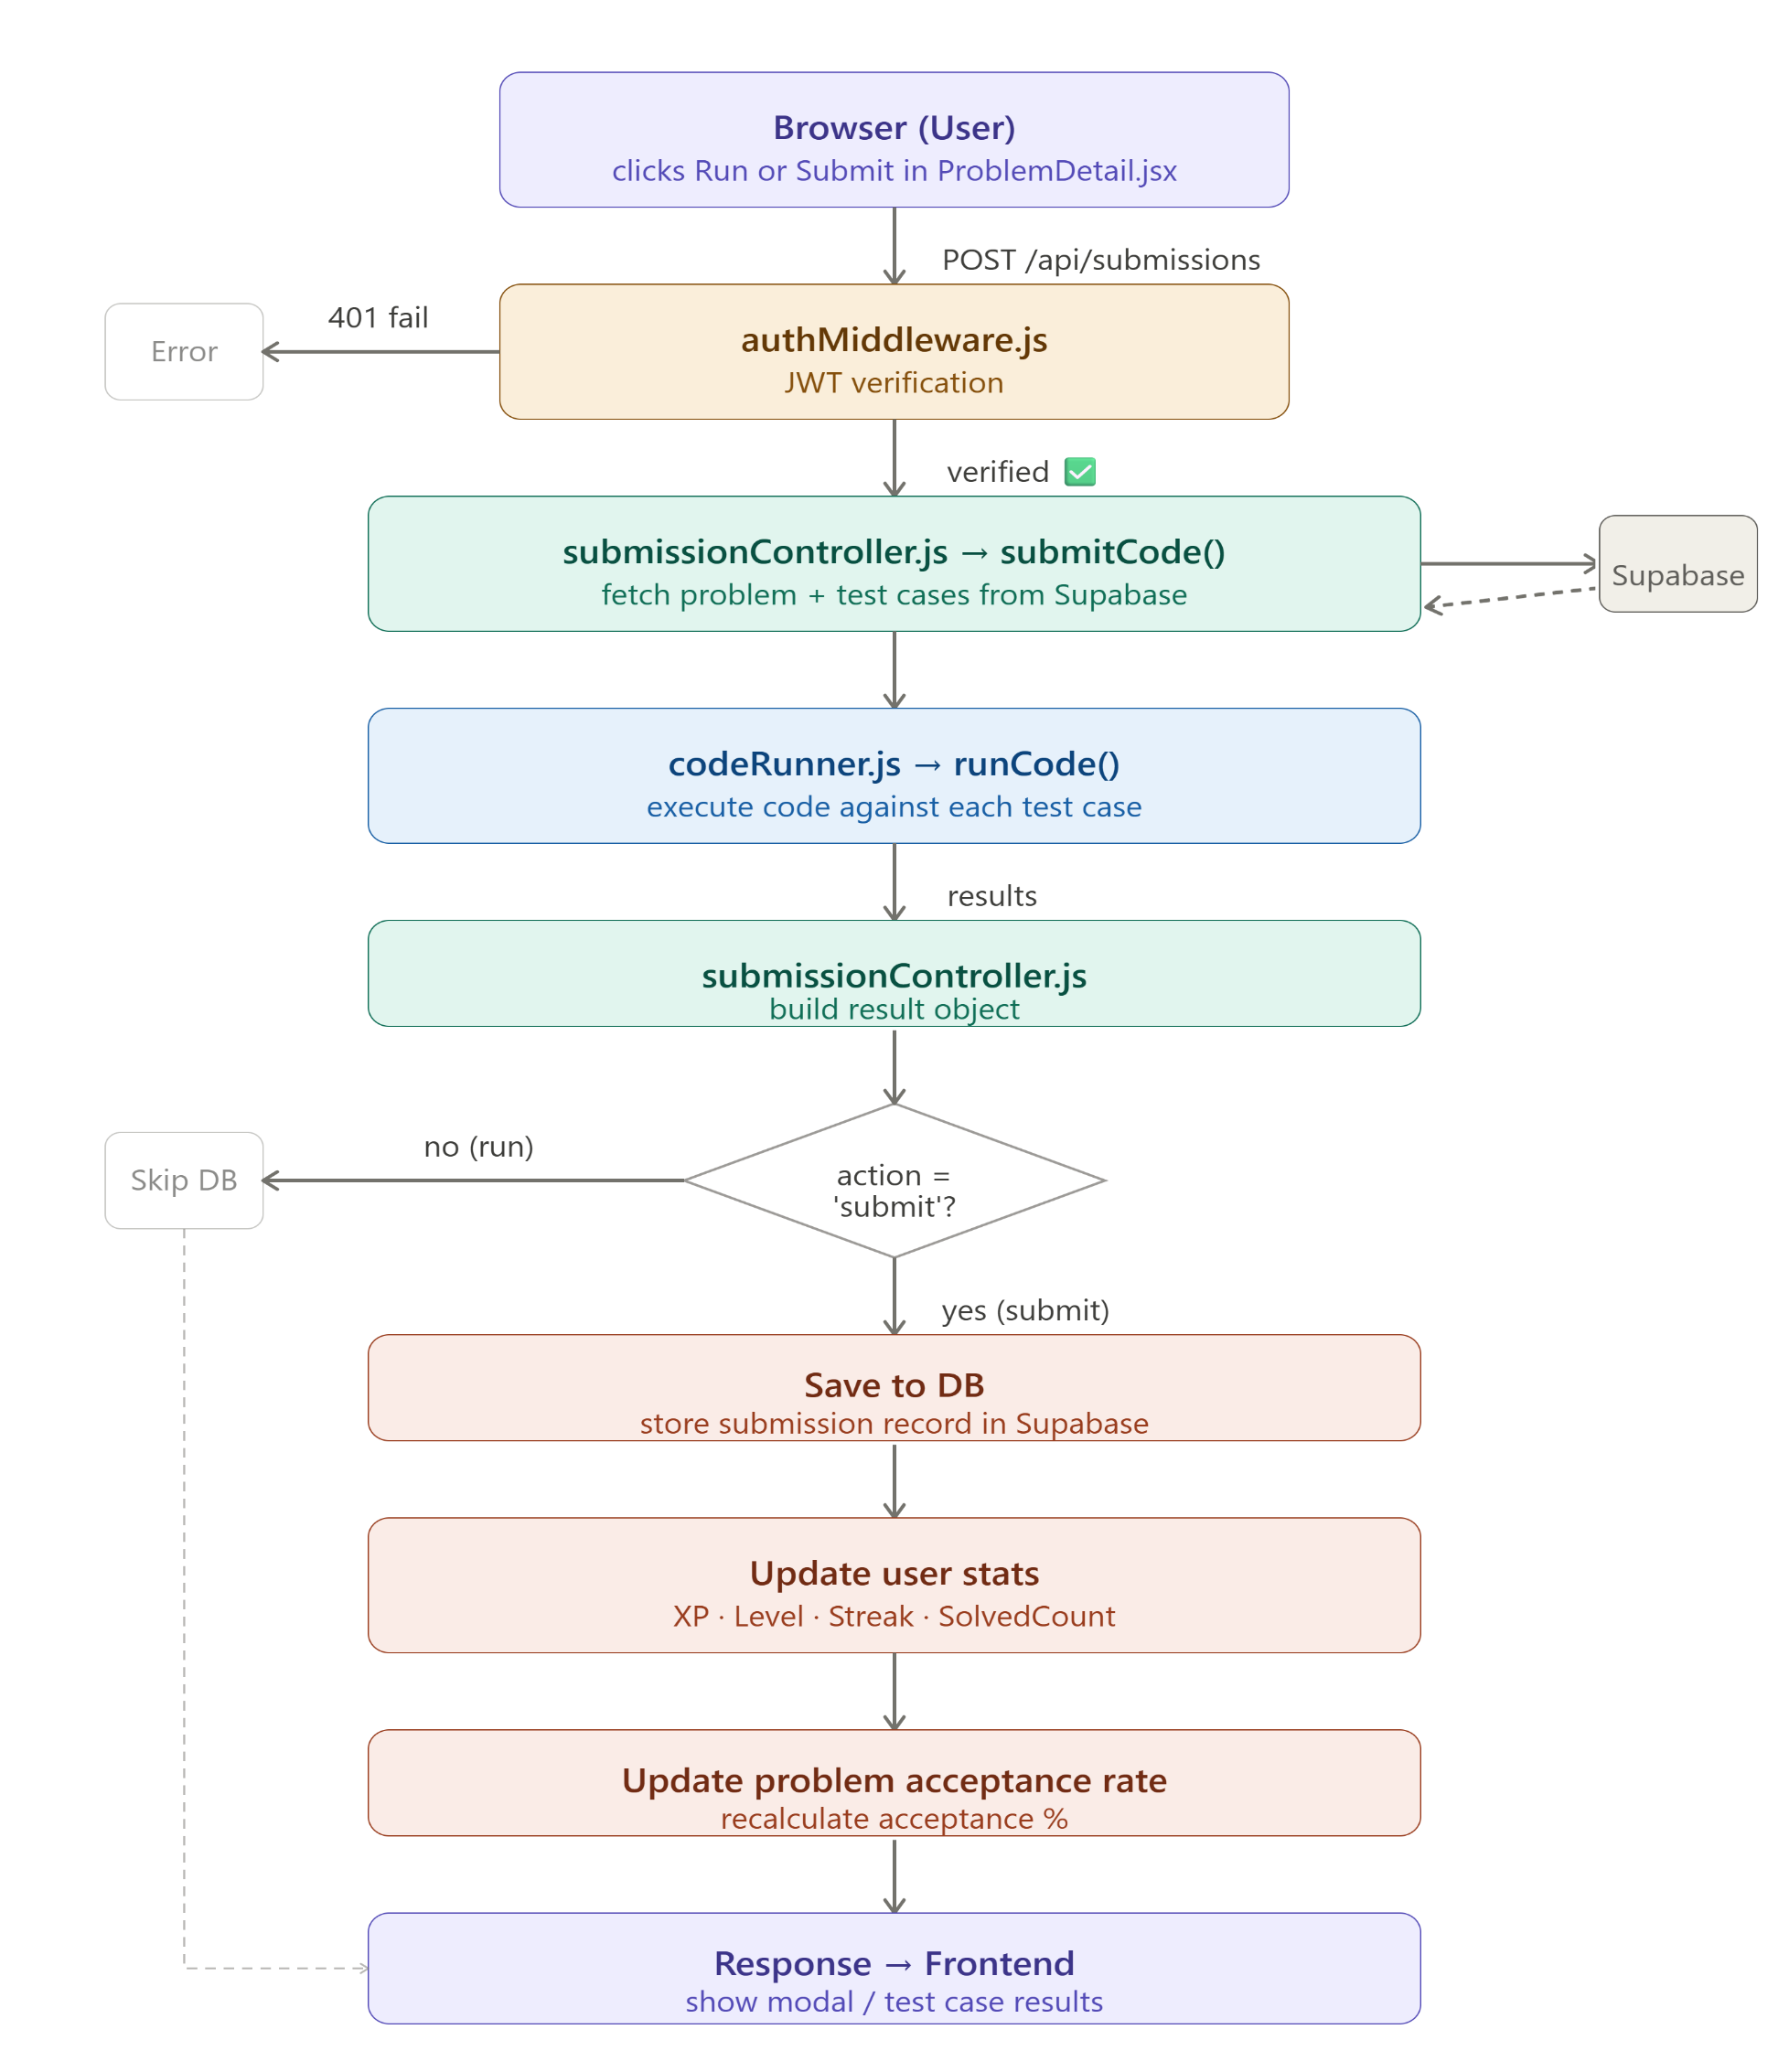 Browser (User)
clicks Run or Submit in ProblemDetail.jsx
POST /api/submissions
401 fail
Error
authMiddleware.js
JWT verification
verified ✅
submissionController.js → submitCode()
fetch problem + test cases from Supabase
Supabase
codeRunner.js → runCode()
execute code against each test case
results
submissionController.js
build result object
no (run)
Skip DB
action =
'submit'?
yes (submit)
Save to DB
store submission record in Supabase
Update user stats
XP · Level · Streak · SolvedCount
Update problem acceptance rate
recalculate acceptance %
Response → Frontend
show modal / test case results